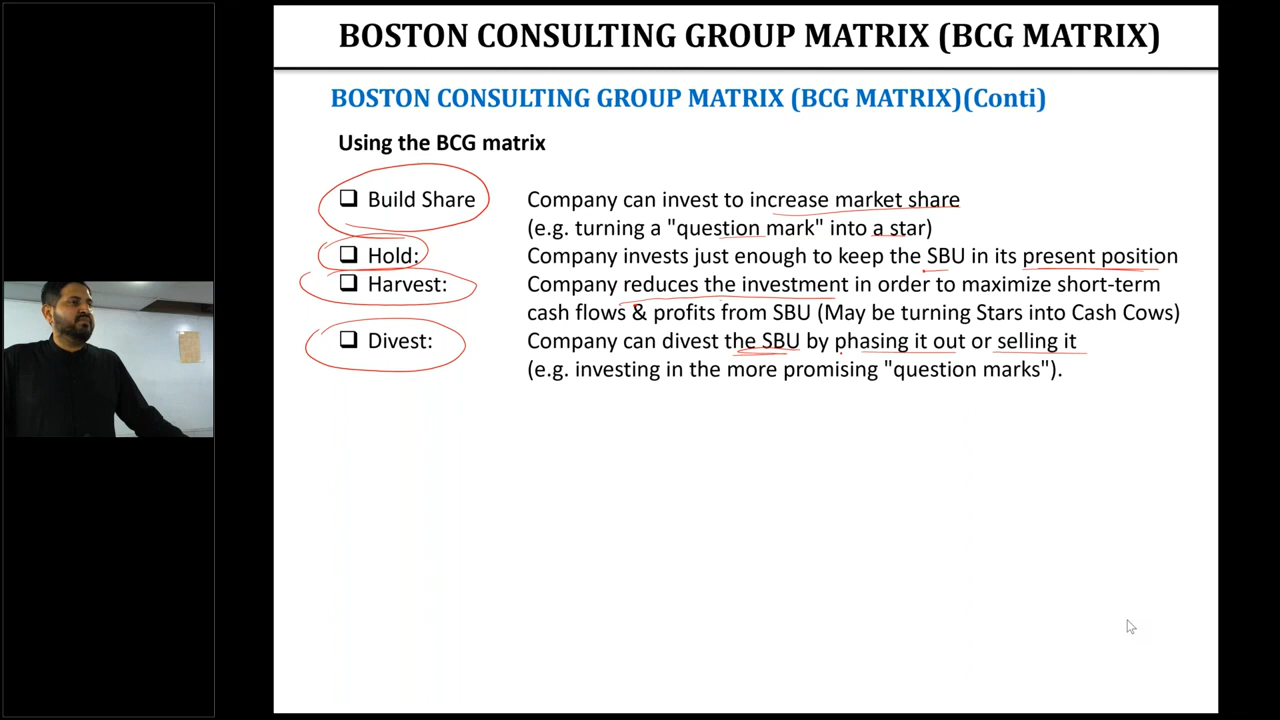 BOSTON CONSULTING GROUP MATRIX (BCG MATRIX)
BOSTON CONSULTING GROUP MATRIX (BCG MATRIX)(Conti)
Using the BCG matrix
Build Share Company can invest to increase market share
(e.g. turning a "question mark" into a star)
Hold: Company invests just enough to keep the SBU in its present position
Harvest: Company reduces the investment in order to maximize short-term
cash flows & profits from SBU (May be turning Stars into Cash Cows)
Divest: Company can divest the SBU by phasing it out or selling it
(e.g. investing in the more promising "question marks").